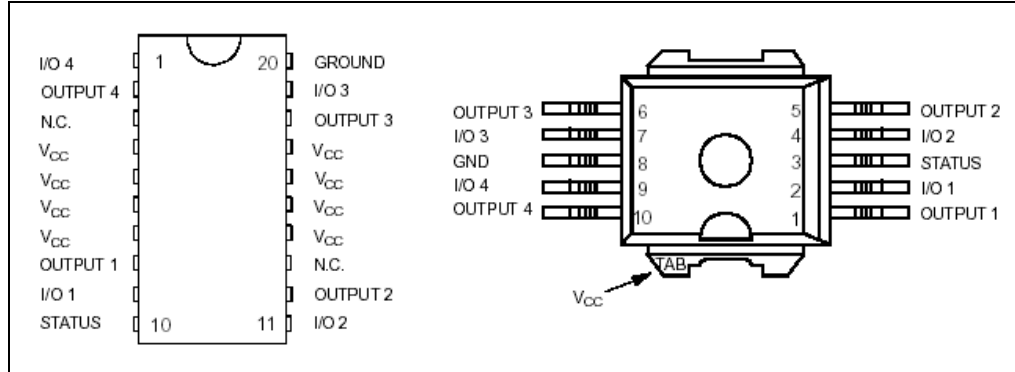 I/O 4
OUTPUT 4
N.C.
VCC
VCC
VCC
VCC
OUTPUT 1
I/O 1
STATUS
1
10
20
11
GROUND
I/O 3
OUTPUT 3
VCC
VCC
VCC
VCC
N.C.
OUTPUT 2
I/O 2
OUTPUT 3
I/O 3
GND
I/O 4
OUTPUT 4
6
7
8
9
10
5
4
3
2
1
OUTPUT 2
I/O 2
STATUS
I/O 1
OUTPUT 1
TAB
VCC